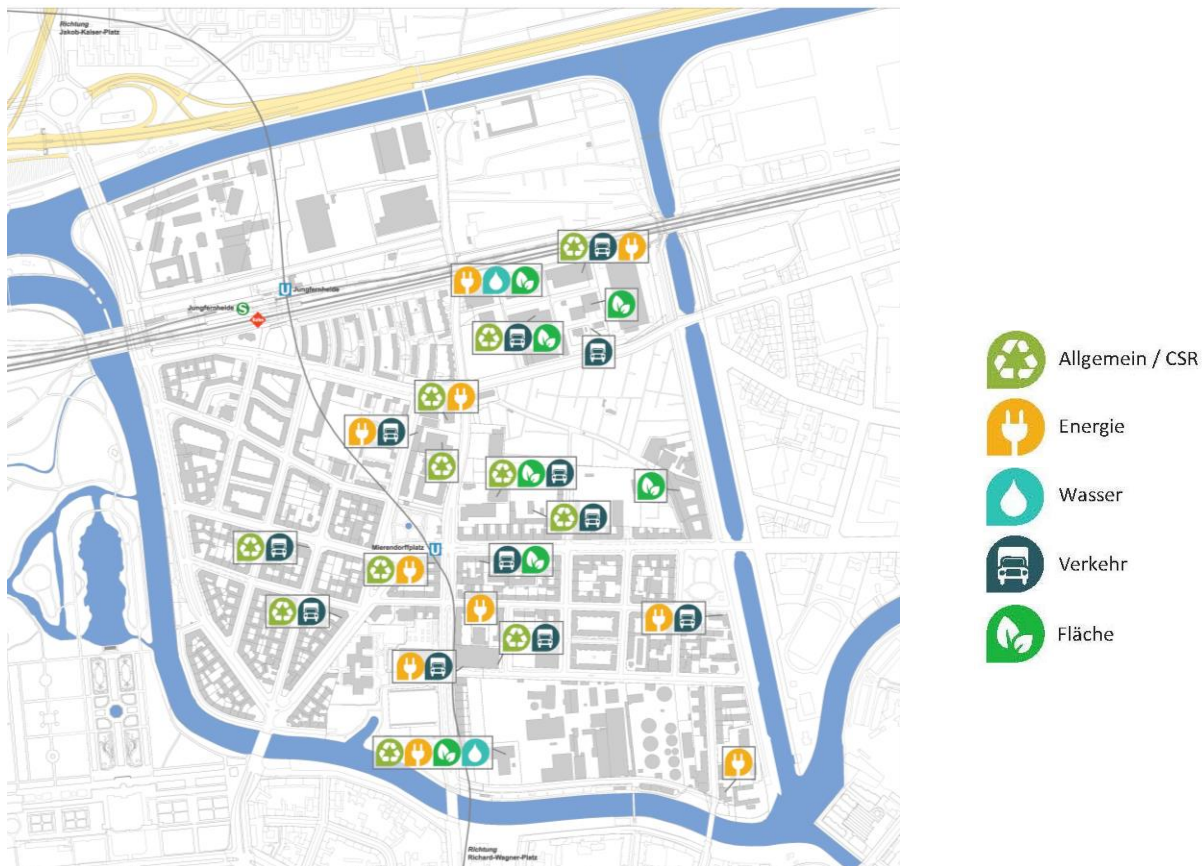 Richtung
Jakob-Kaiser-Platz
Jungfernheide
U
Jungfernheide
S
Mierendorffplatz
U
Richtung
Richard-Wagner-Platz
Allgemein / CSR
Energie
Wasser
Verkehr
Fläche